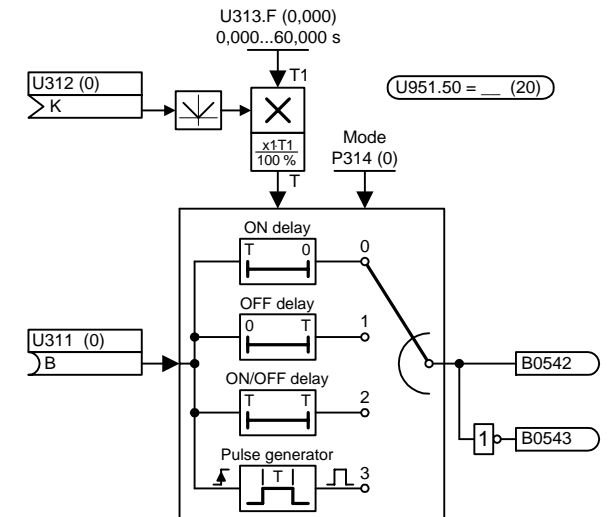 U313.F (0,000)
0,000...60,000 s
T1
U312 (0)
K
U951.50 = __ (20)
x1·T1
100 %
Mode
P314 (0)
T
ON delay
T 0
0
OFF delay
0 T
1
U311 (0)
B
ON/OFF delay
T T
2
B0542
Pulse generator
T
3
1
B0543